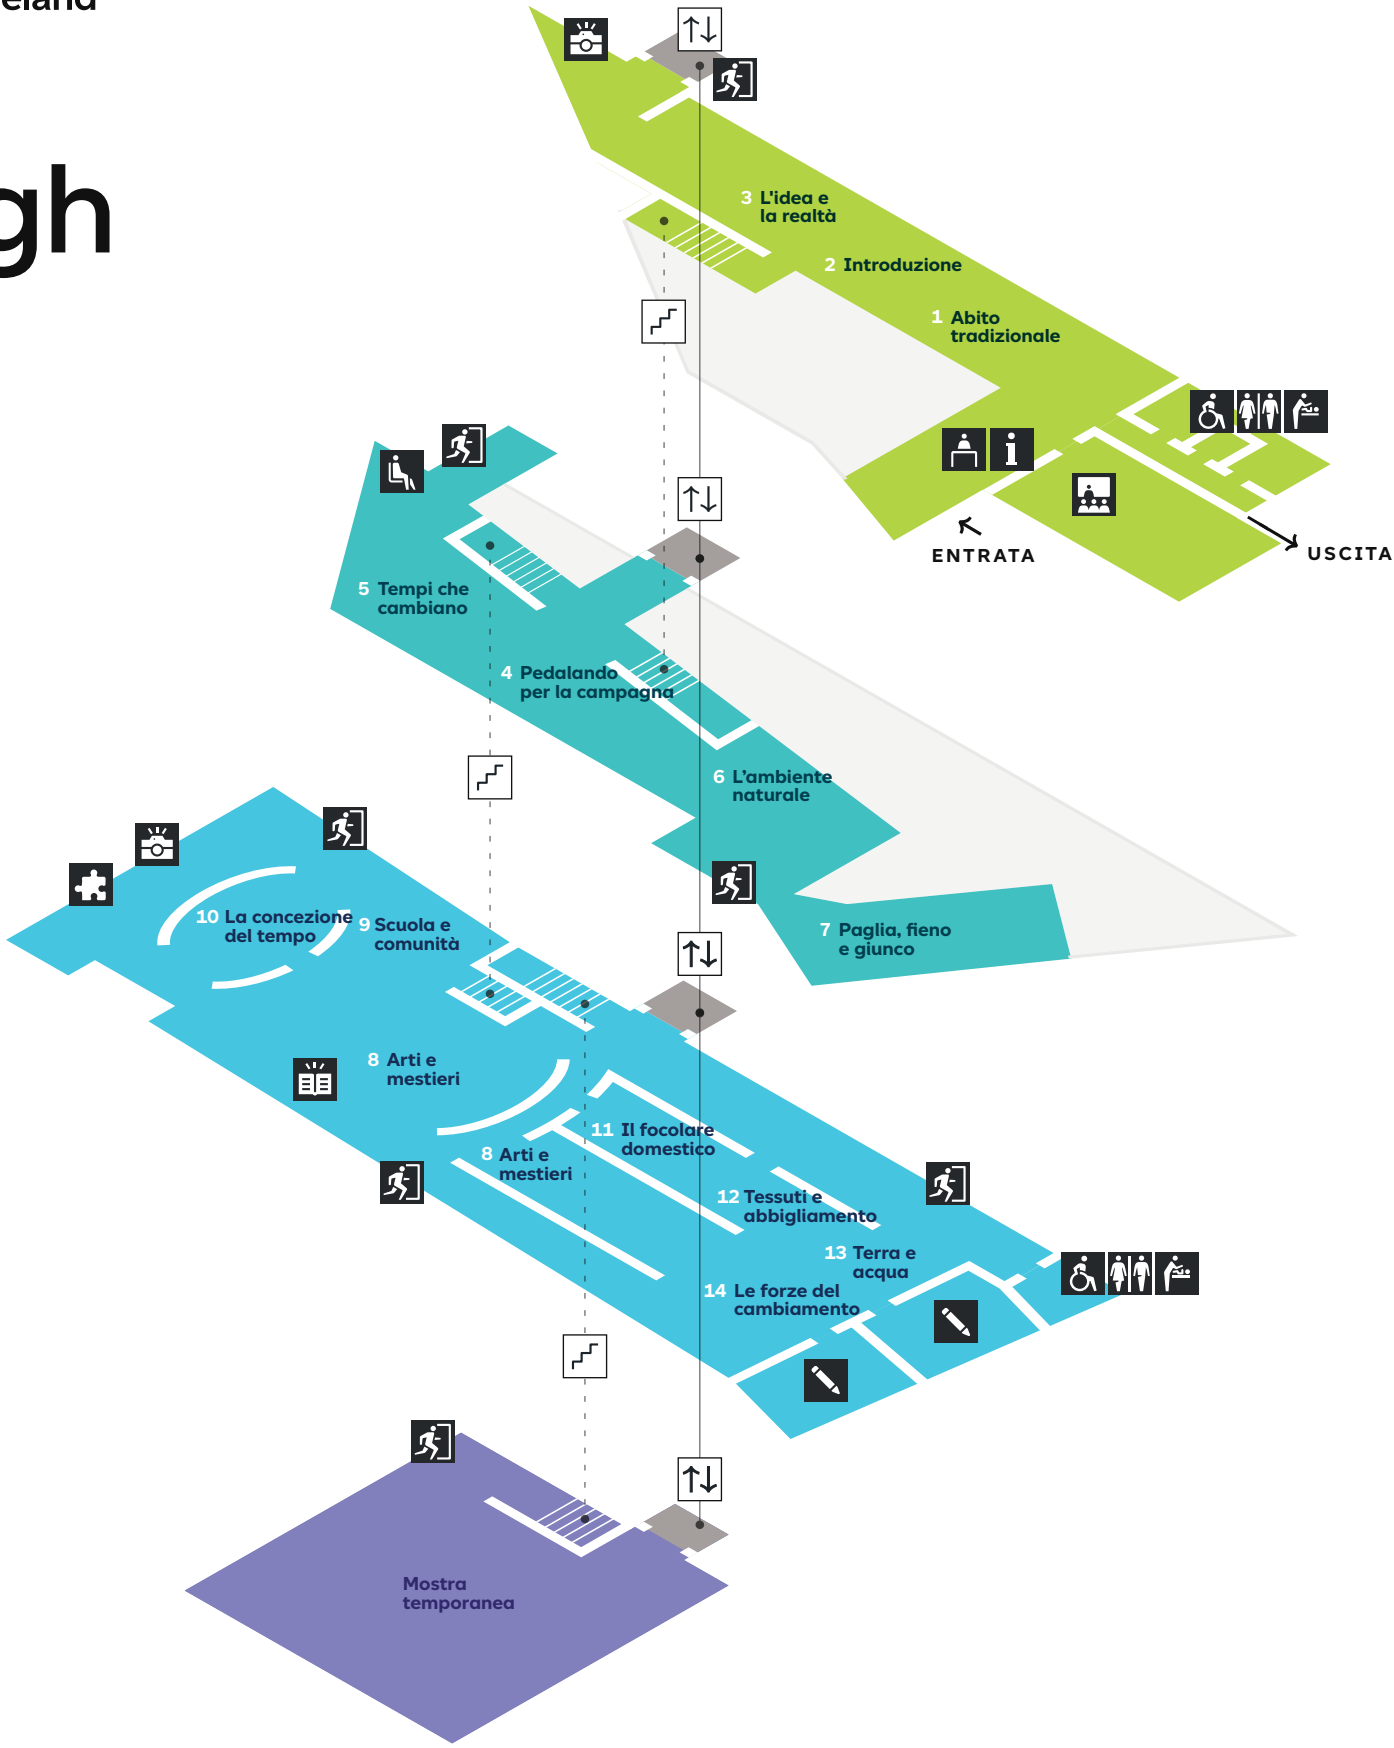 3 L'idea e
la realtà
2 Introduzione
1 Abito
tradizionale
ENTRATA
USCITA
5 Tempi che
cambiano
4 Pedalando
per la campagna
6 L’ambiente
naturale
7 Paglia, fieno
e giunco
10 La concezione
del tempo
9 Scuola e
comunità
8 Arti e
mestieri
11 Il focolare
domestico
8 Arti e
mestieri
12 Tessuti e
abbigliamento
13 Terra e
acqua
14 Le forze del
cambiamento
Mostra
temporanea